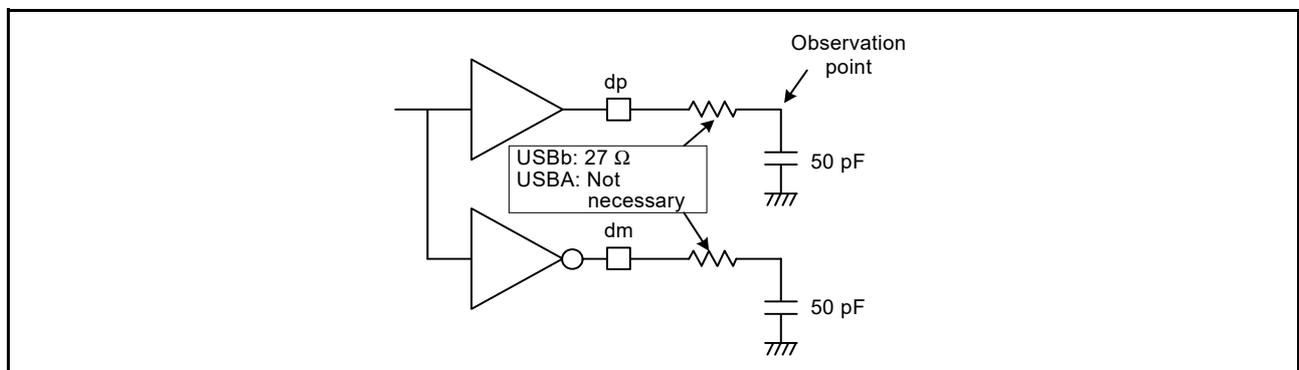 Observation
point
dp
50 pF
USBb: 27 Ω
USBA: Not
necessary
dm
50 pF